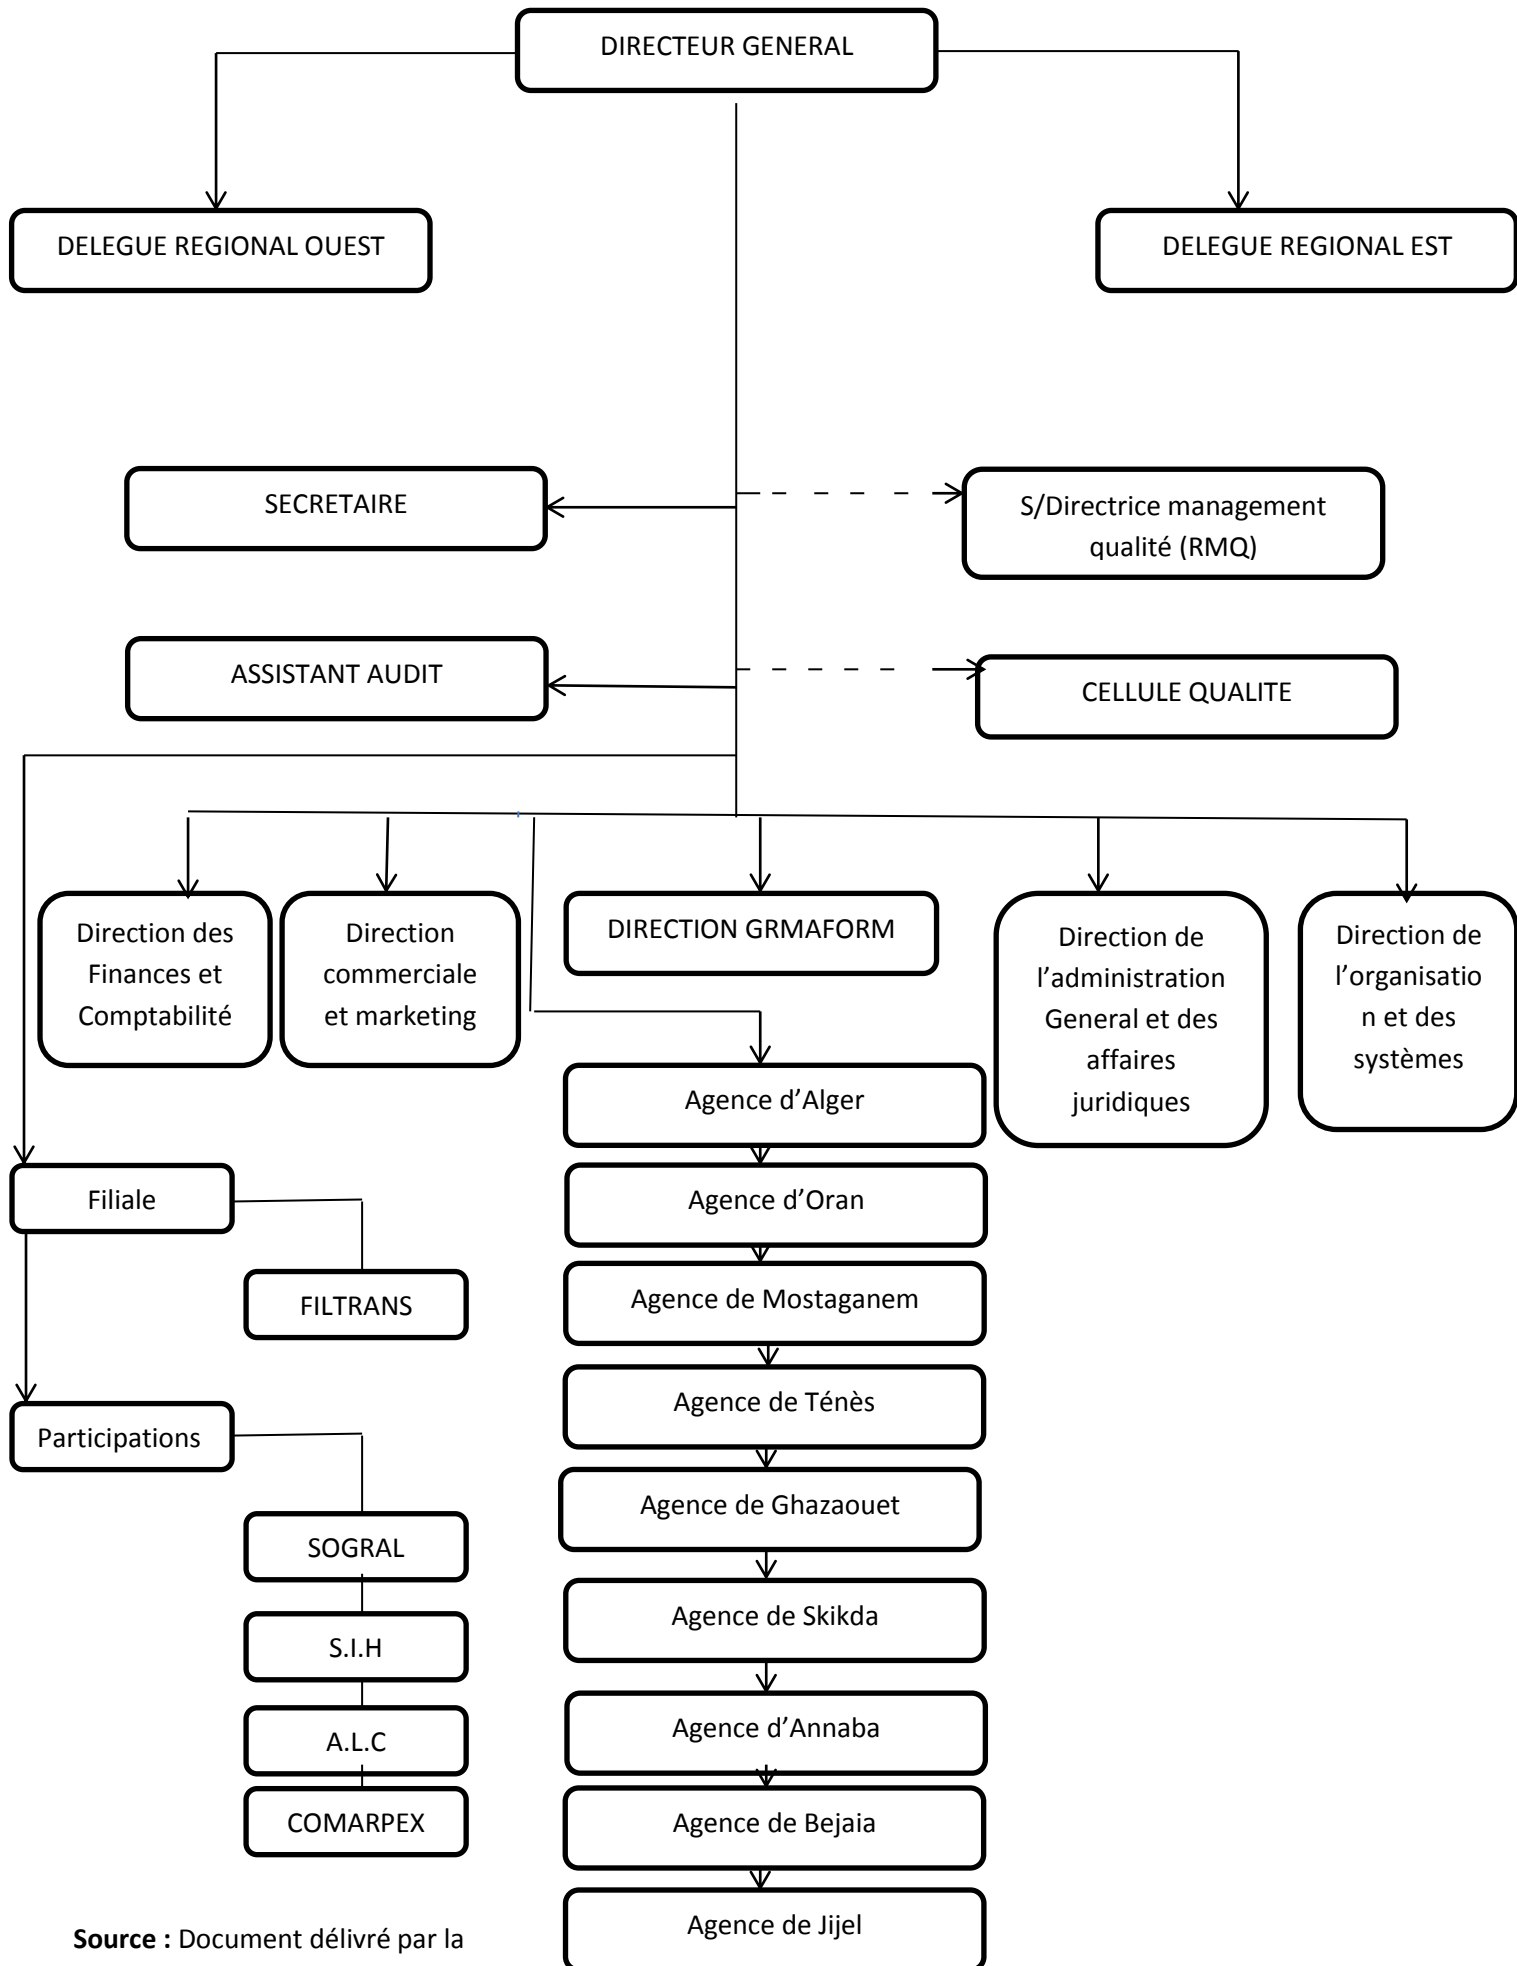 DIRECTEUR GENERAL
DELEGUE REGIONAL OUEST
DELEGUE REGIONAL EST
SECRETAIRE
S/Directrice management
qualité (RMQ)
ASSISTANT AUDIT
CELLULE QUALITE
Direction des
Finances et
Comptabilité
Direction
commerciale
et marketing
DIRECTION GRMAFORM
Direction de
l’administration
General et des
affaires
juridiques
Direction de
l’organisatio
n et des
systèmes
Agence d’Alger
Agence d’Oran
Agence de Mostaganem
Agence de Ténès
Agence de Ghazaouet
Agence de Skikda
Agence d’Annaba
Agence de Bejaia
Agence de Jijel
Filiale
FILTRANS
Participations
SOGRAL
S.I.H
A.L.C
COMARPEX
Source : Document délivré par la